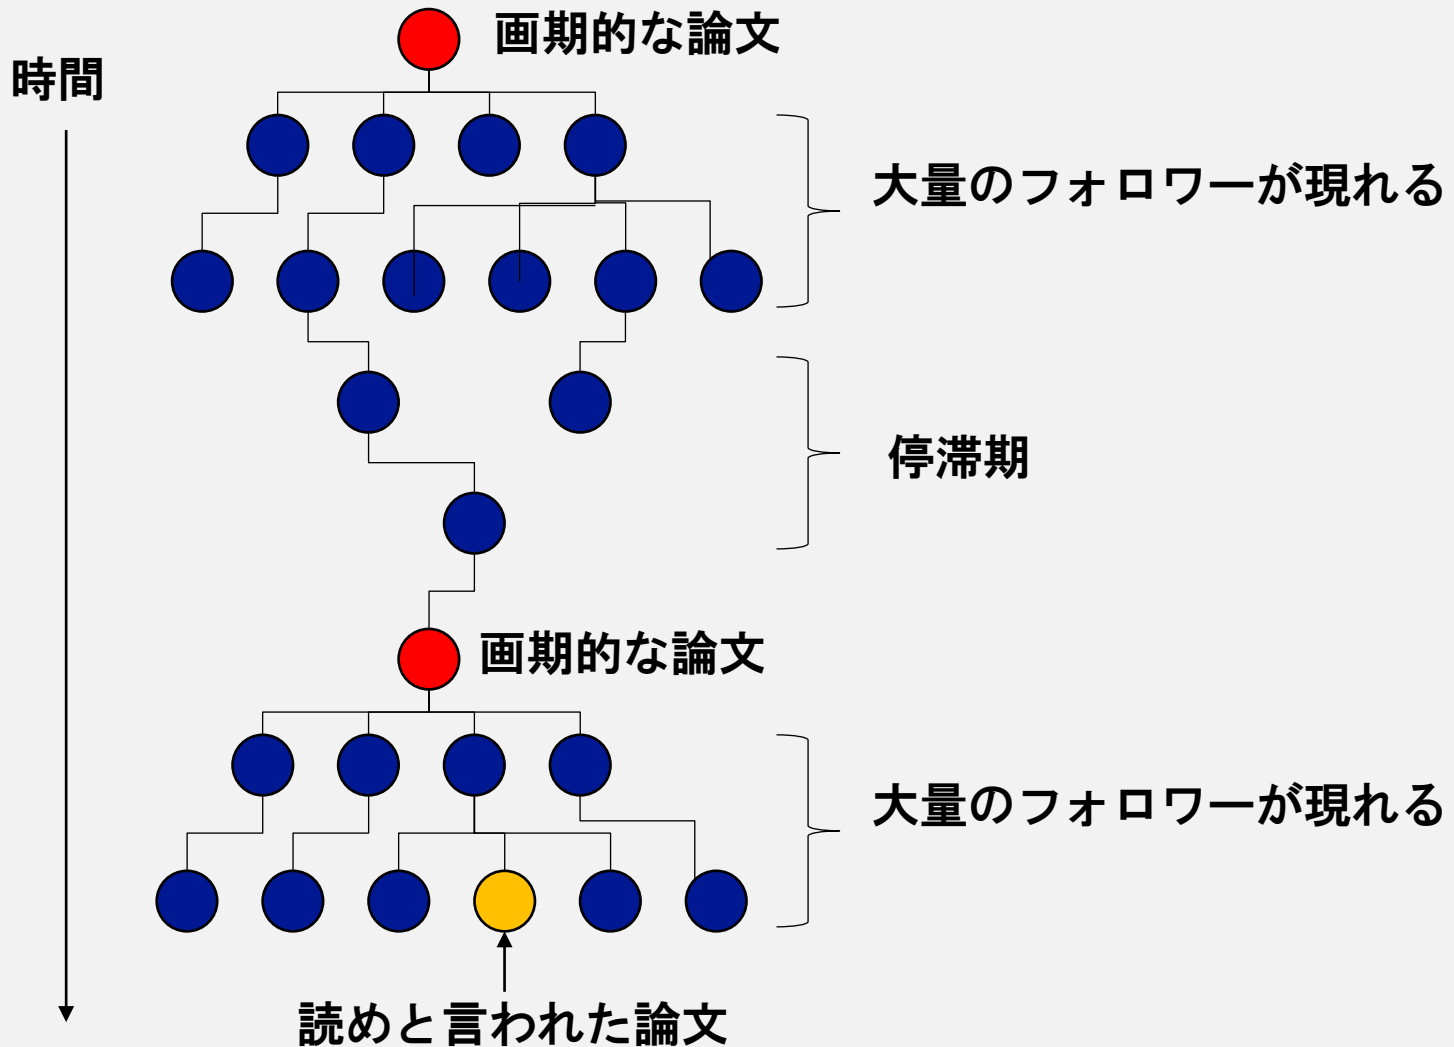 画期的な論文
時間
大量のフォロワーが現れる
停滞期
画期的な論文
大量のフォロワーが現れる
読めと言われた論文